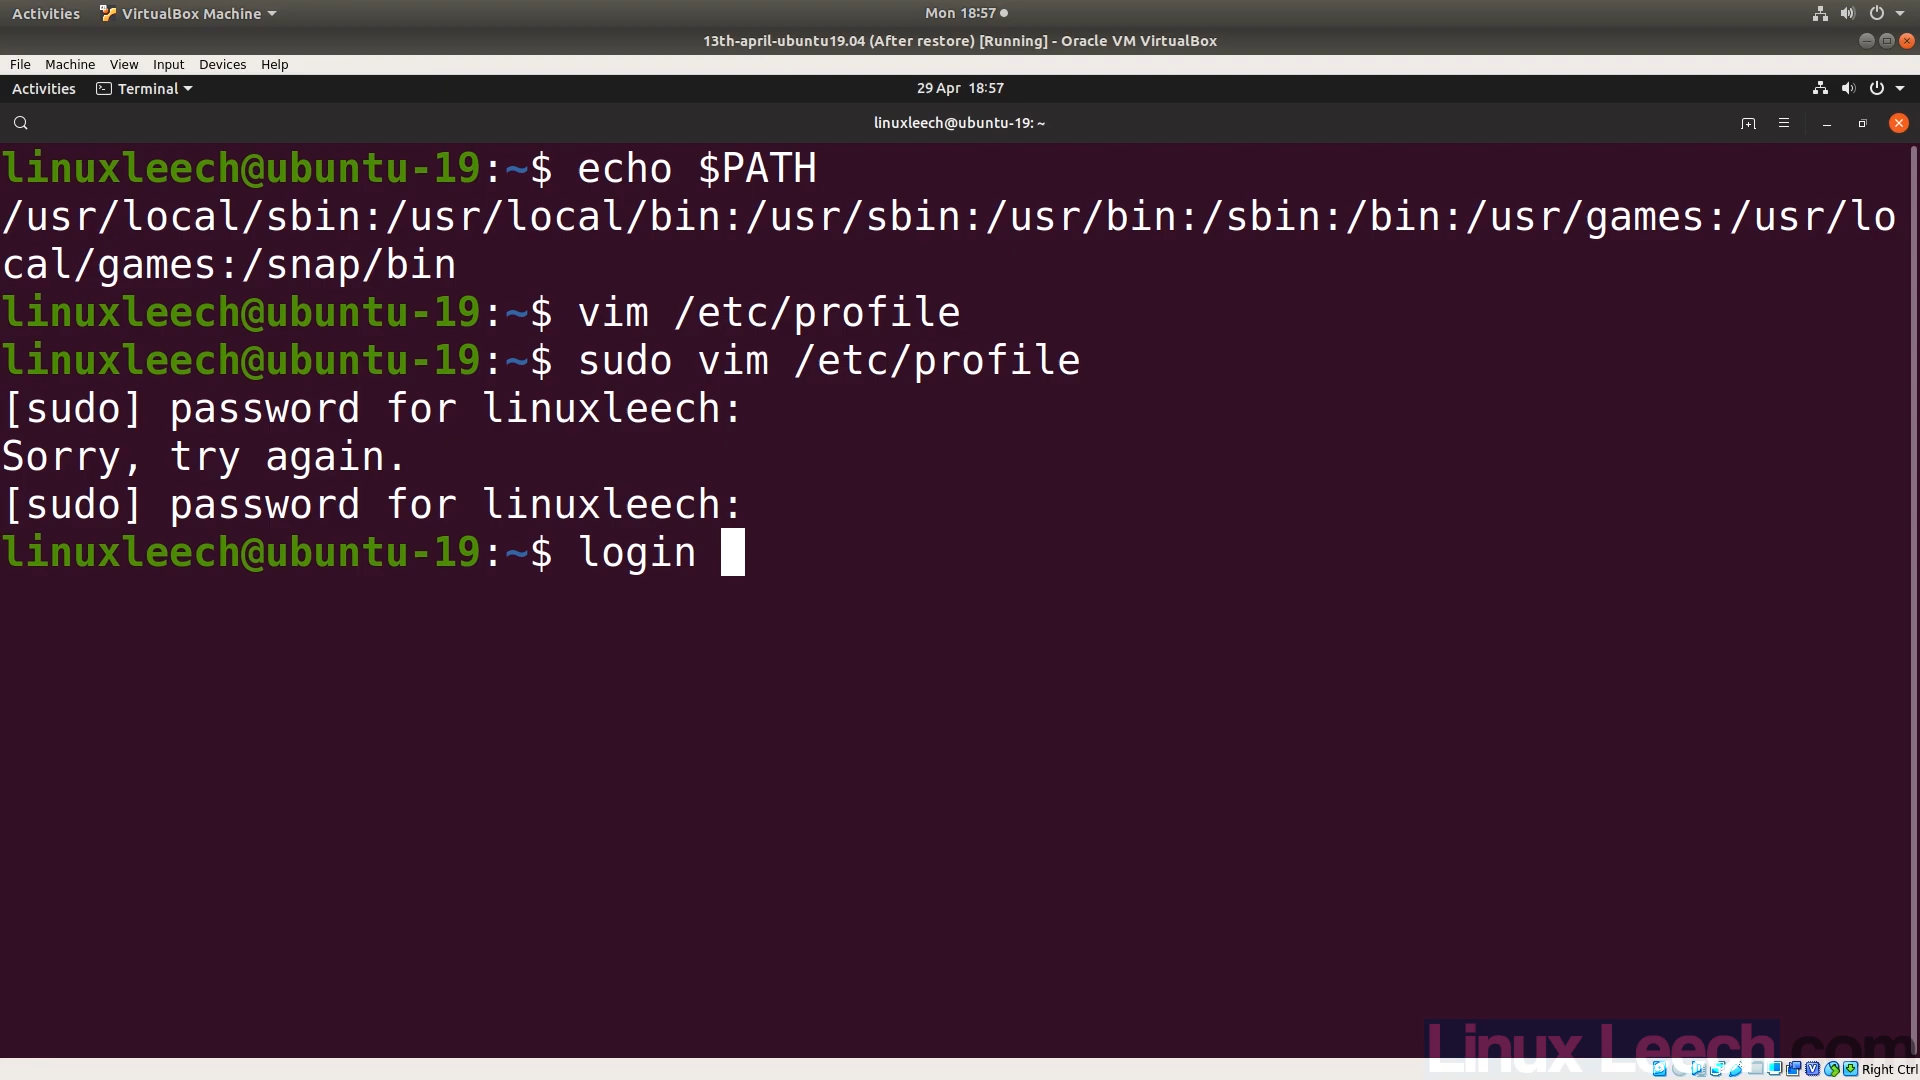 Activities VirtualBox Machine Mon 18:57
13th-april-ubuntu19.04 (After restore) [Running] - Oracle VM VirtualBox
File Machine View Input Devices Help
Activities Terminal 29 Apr 18:57
linuxleech@ubuntu-19: ~
linuxleech@ubuntu-19:~$ echo $PATH
/usr/local/sbin:/usr/local/bin:/usr/sbin:/usr/bin:/sbin:/bin:/usr/games:/usr/lo
cal/games:/snap/bin
linuxleech@ubuntu-19:~$ vim /etc/profile
linuxleech@ubuntu-19:~$ sudo vim /etc/profile
[sudo] password for linuxleech:
Sorry, try again.
[sudo] password for linuxleech:
linuxleech@ubuntu-19:~$ login
Linux Leech.com
Right Ctrl